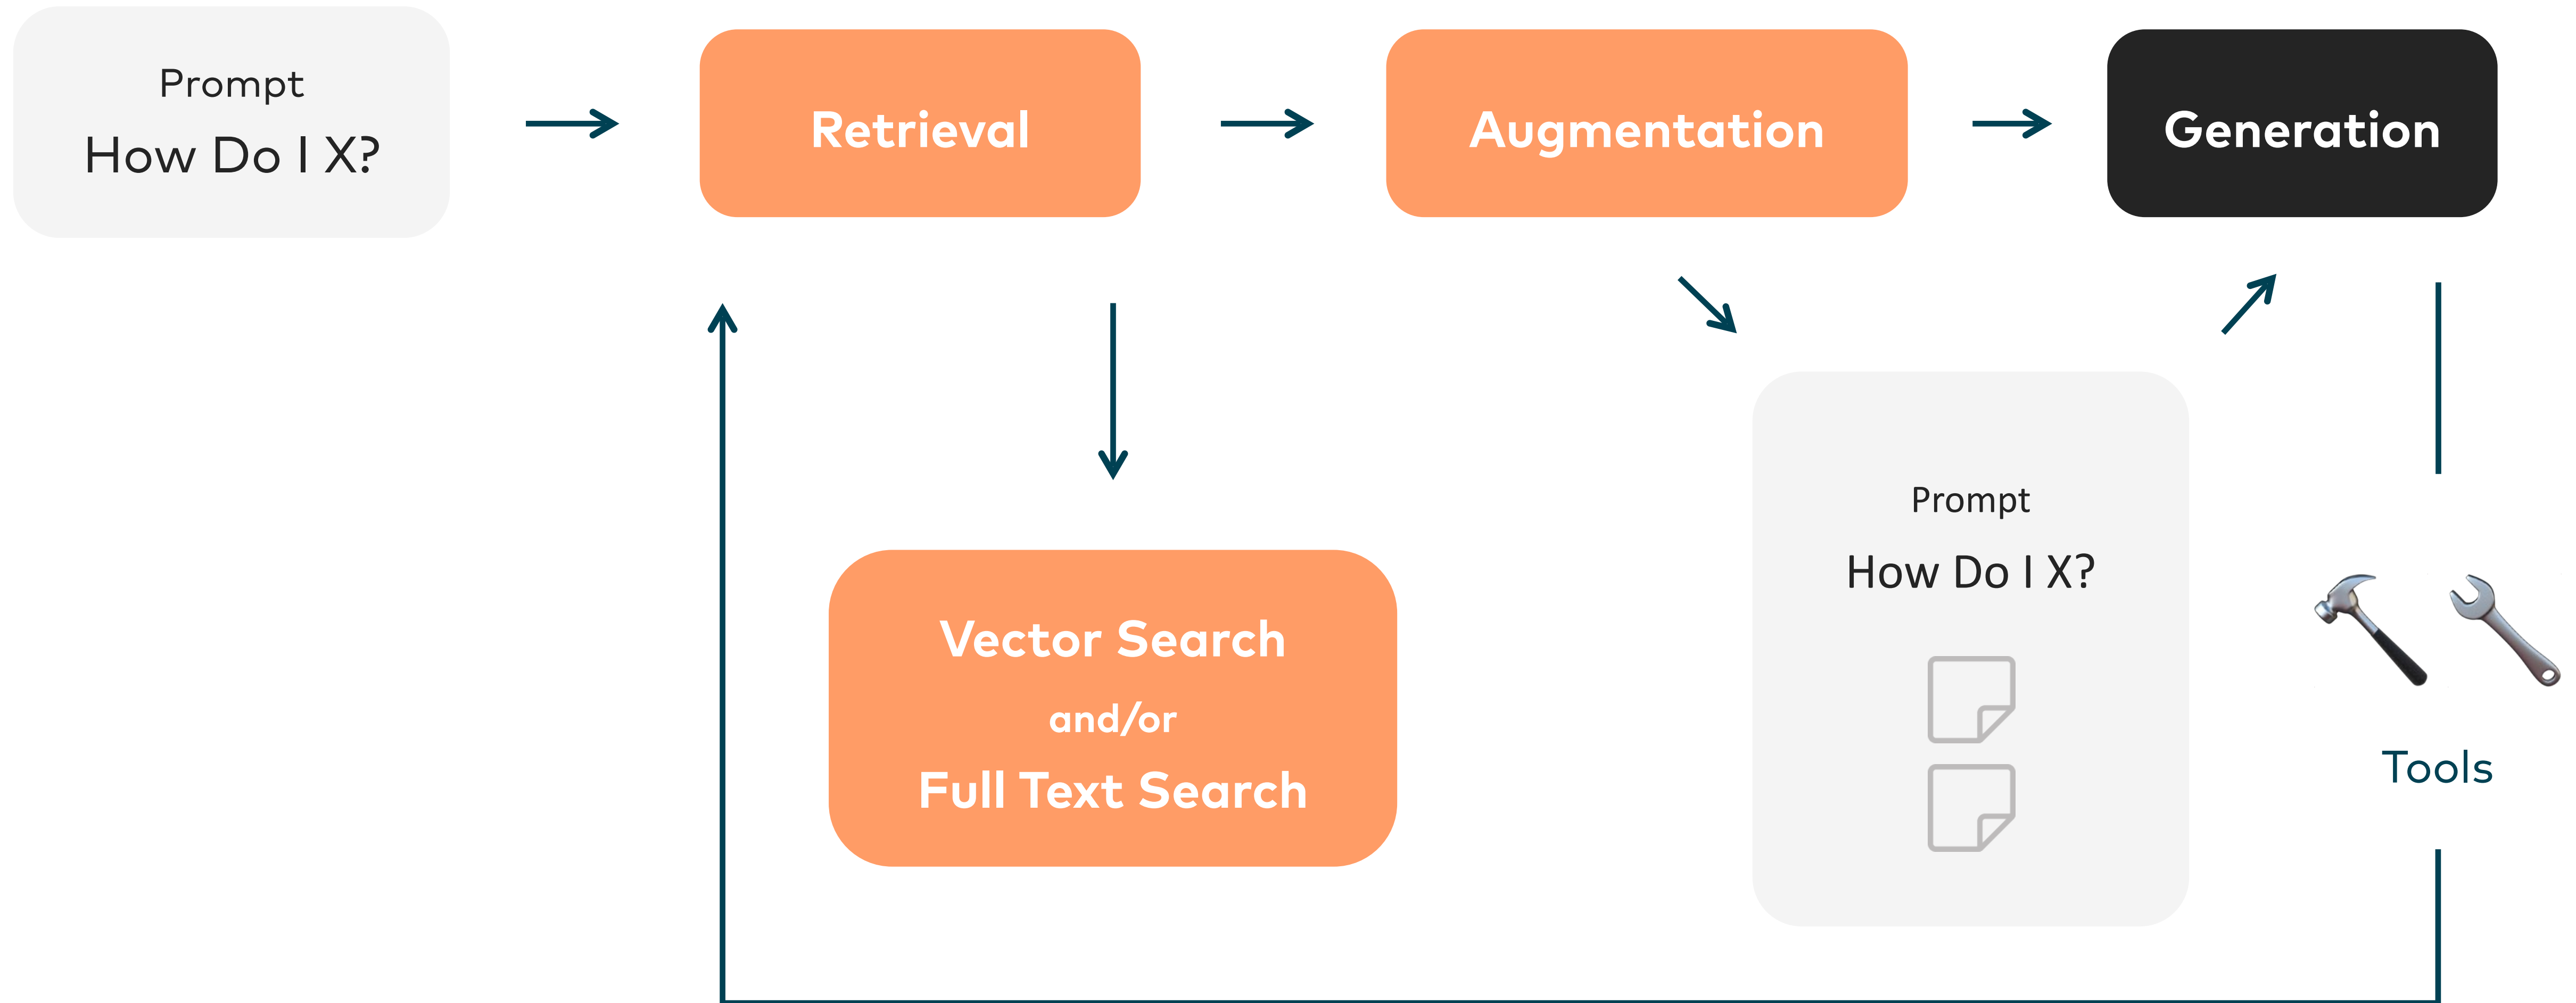 Prompt
How Do I X?
Retrieval
Augmentation
Generation
Vector Search
and/or
Full Text Search
Prompt
How Do I X?
Tools